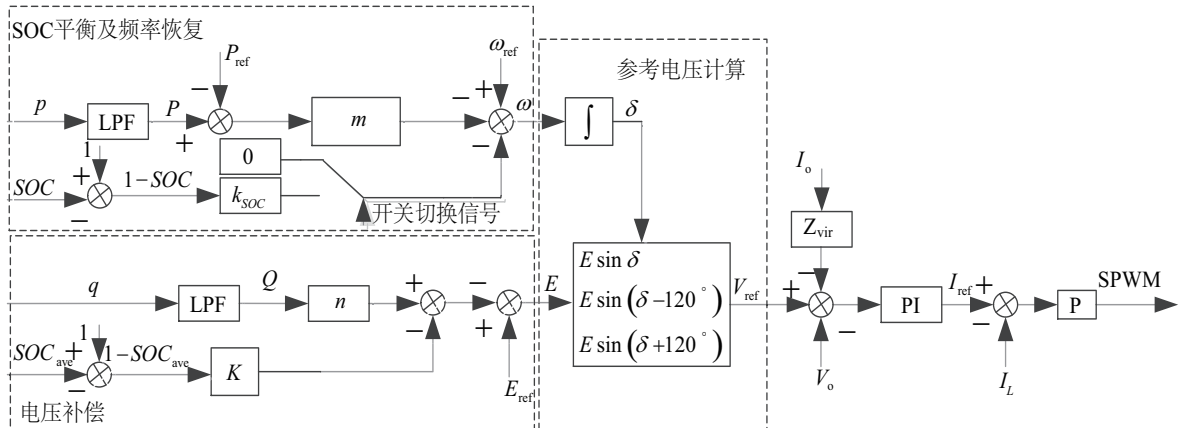 SOC平衡及频率恢复
P_ref
ω_ref
参考电压计算
p
LPF
P
m
ω
∫
δ
1
0
SOC
1−SOC
k_SOC
开关切换信号
I_o
Z_vir
q
LPF
Q
n
E
E sin δ
E sin (δ−120°)
E sin (δ+120°)
V_ref
PI
I_ref
P
SPWM
1
SOC_ave
1−SOC_ave
K
E_ref
V_o
I_L
电压补偿